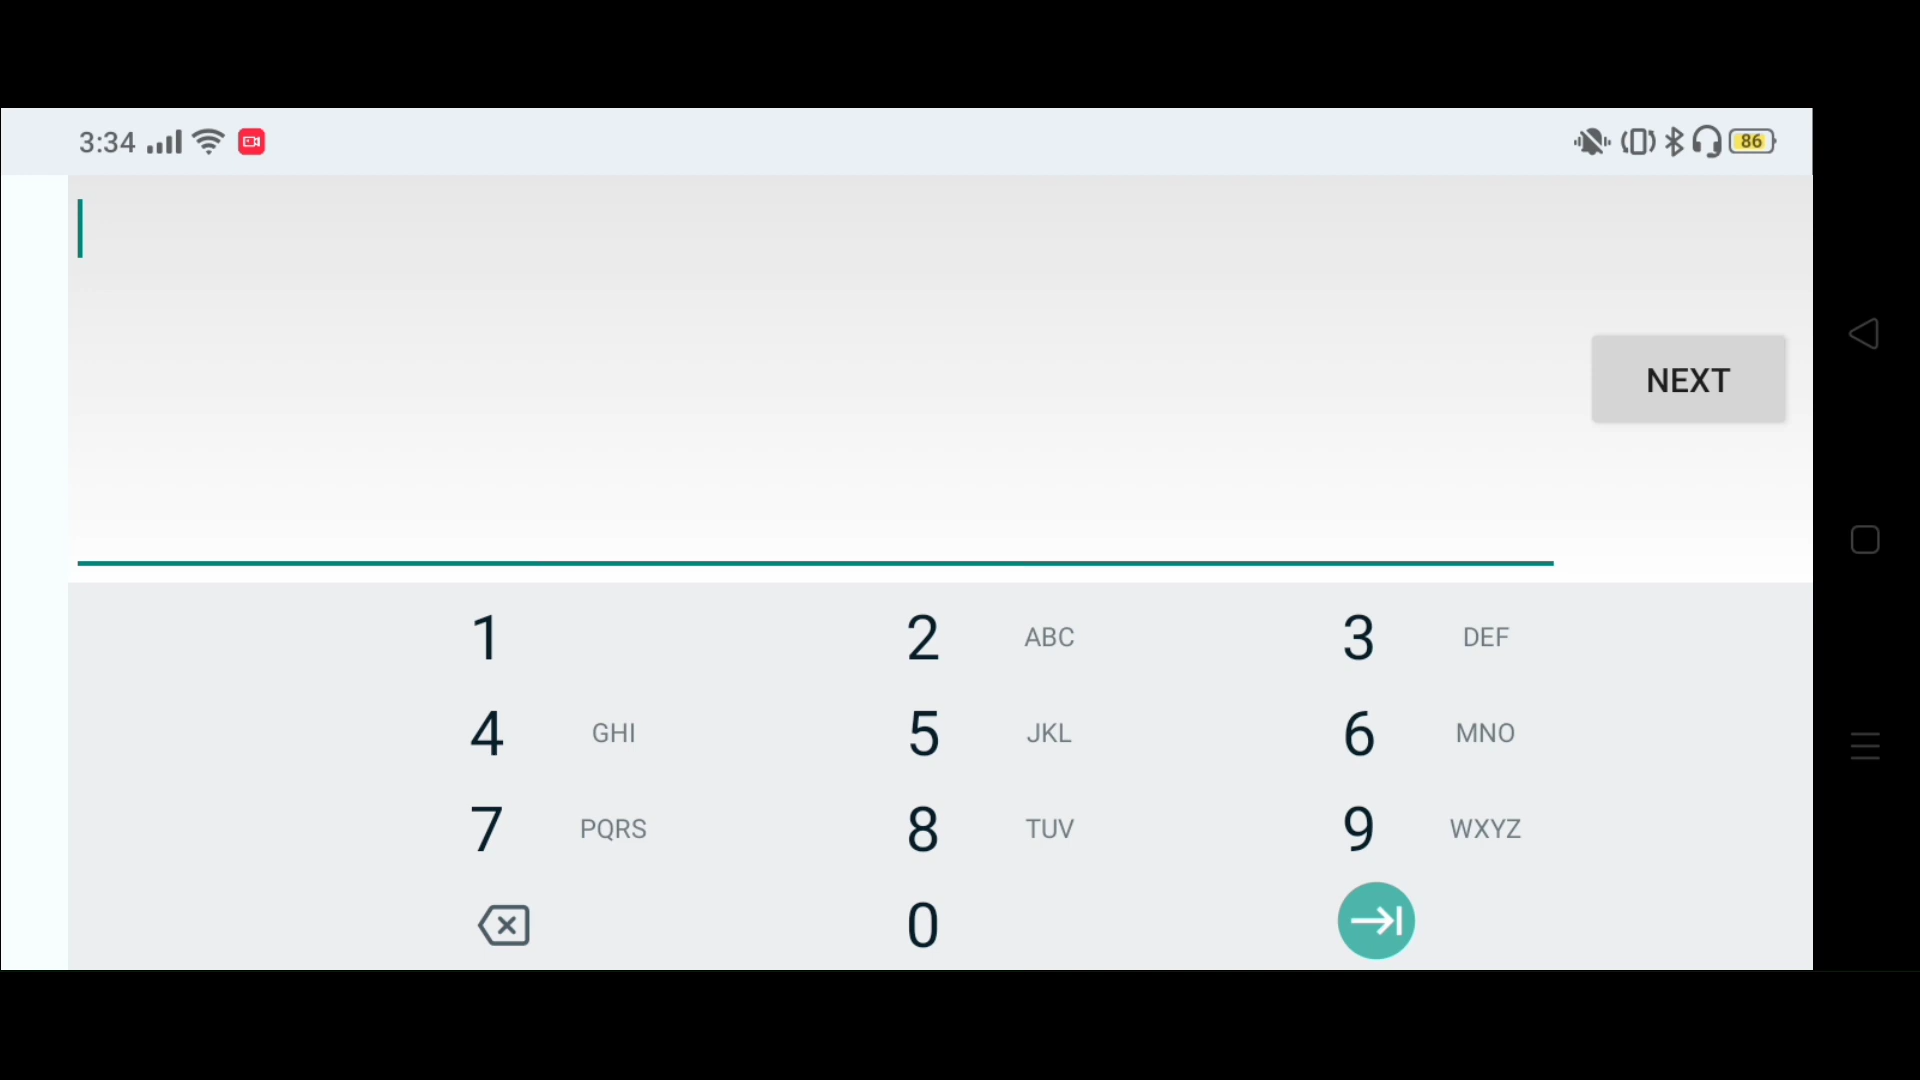 3:34 86
NEXT
1 2 ABC 3 DEF
4 GHI 5 JKL 6 MNO
7 PQRS 8 TUV 9 WXYZ
0